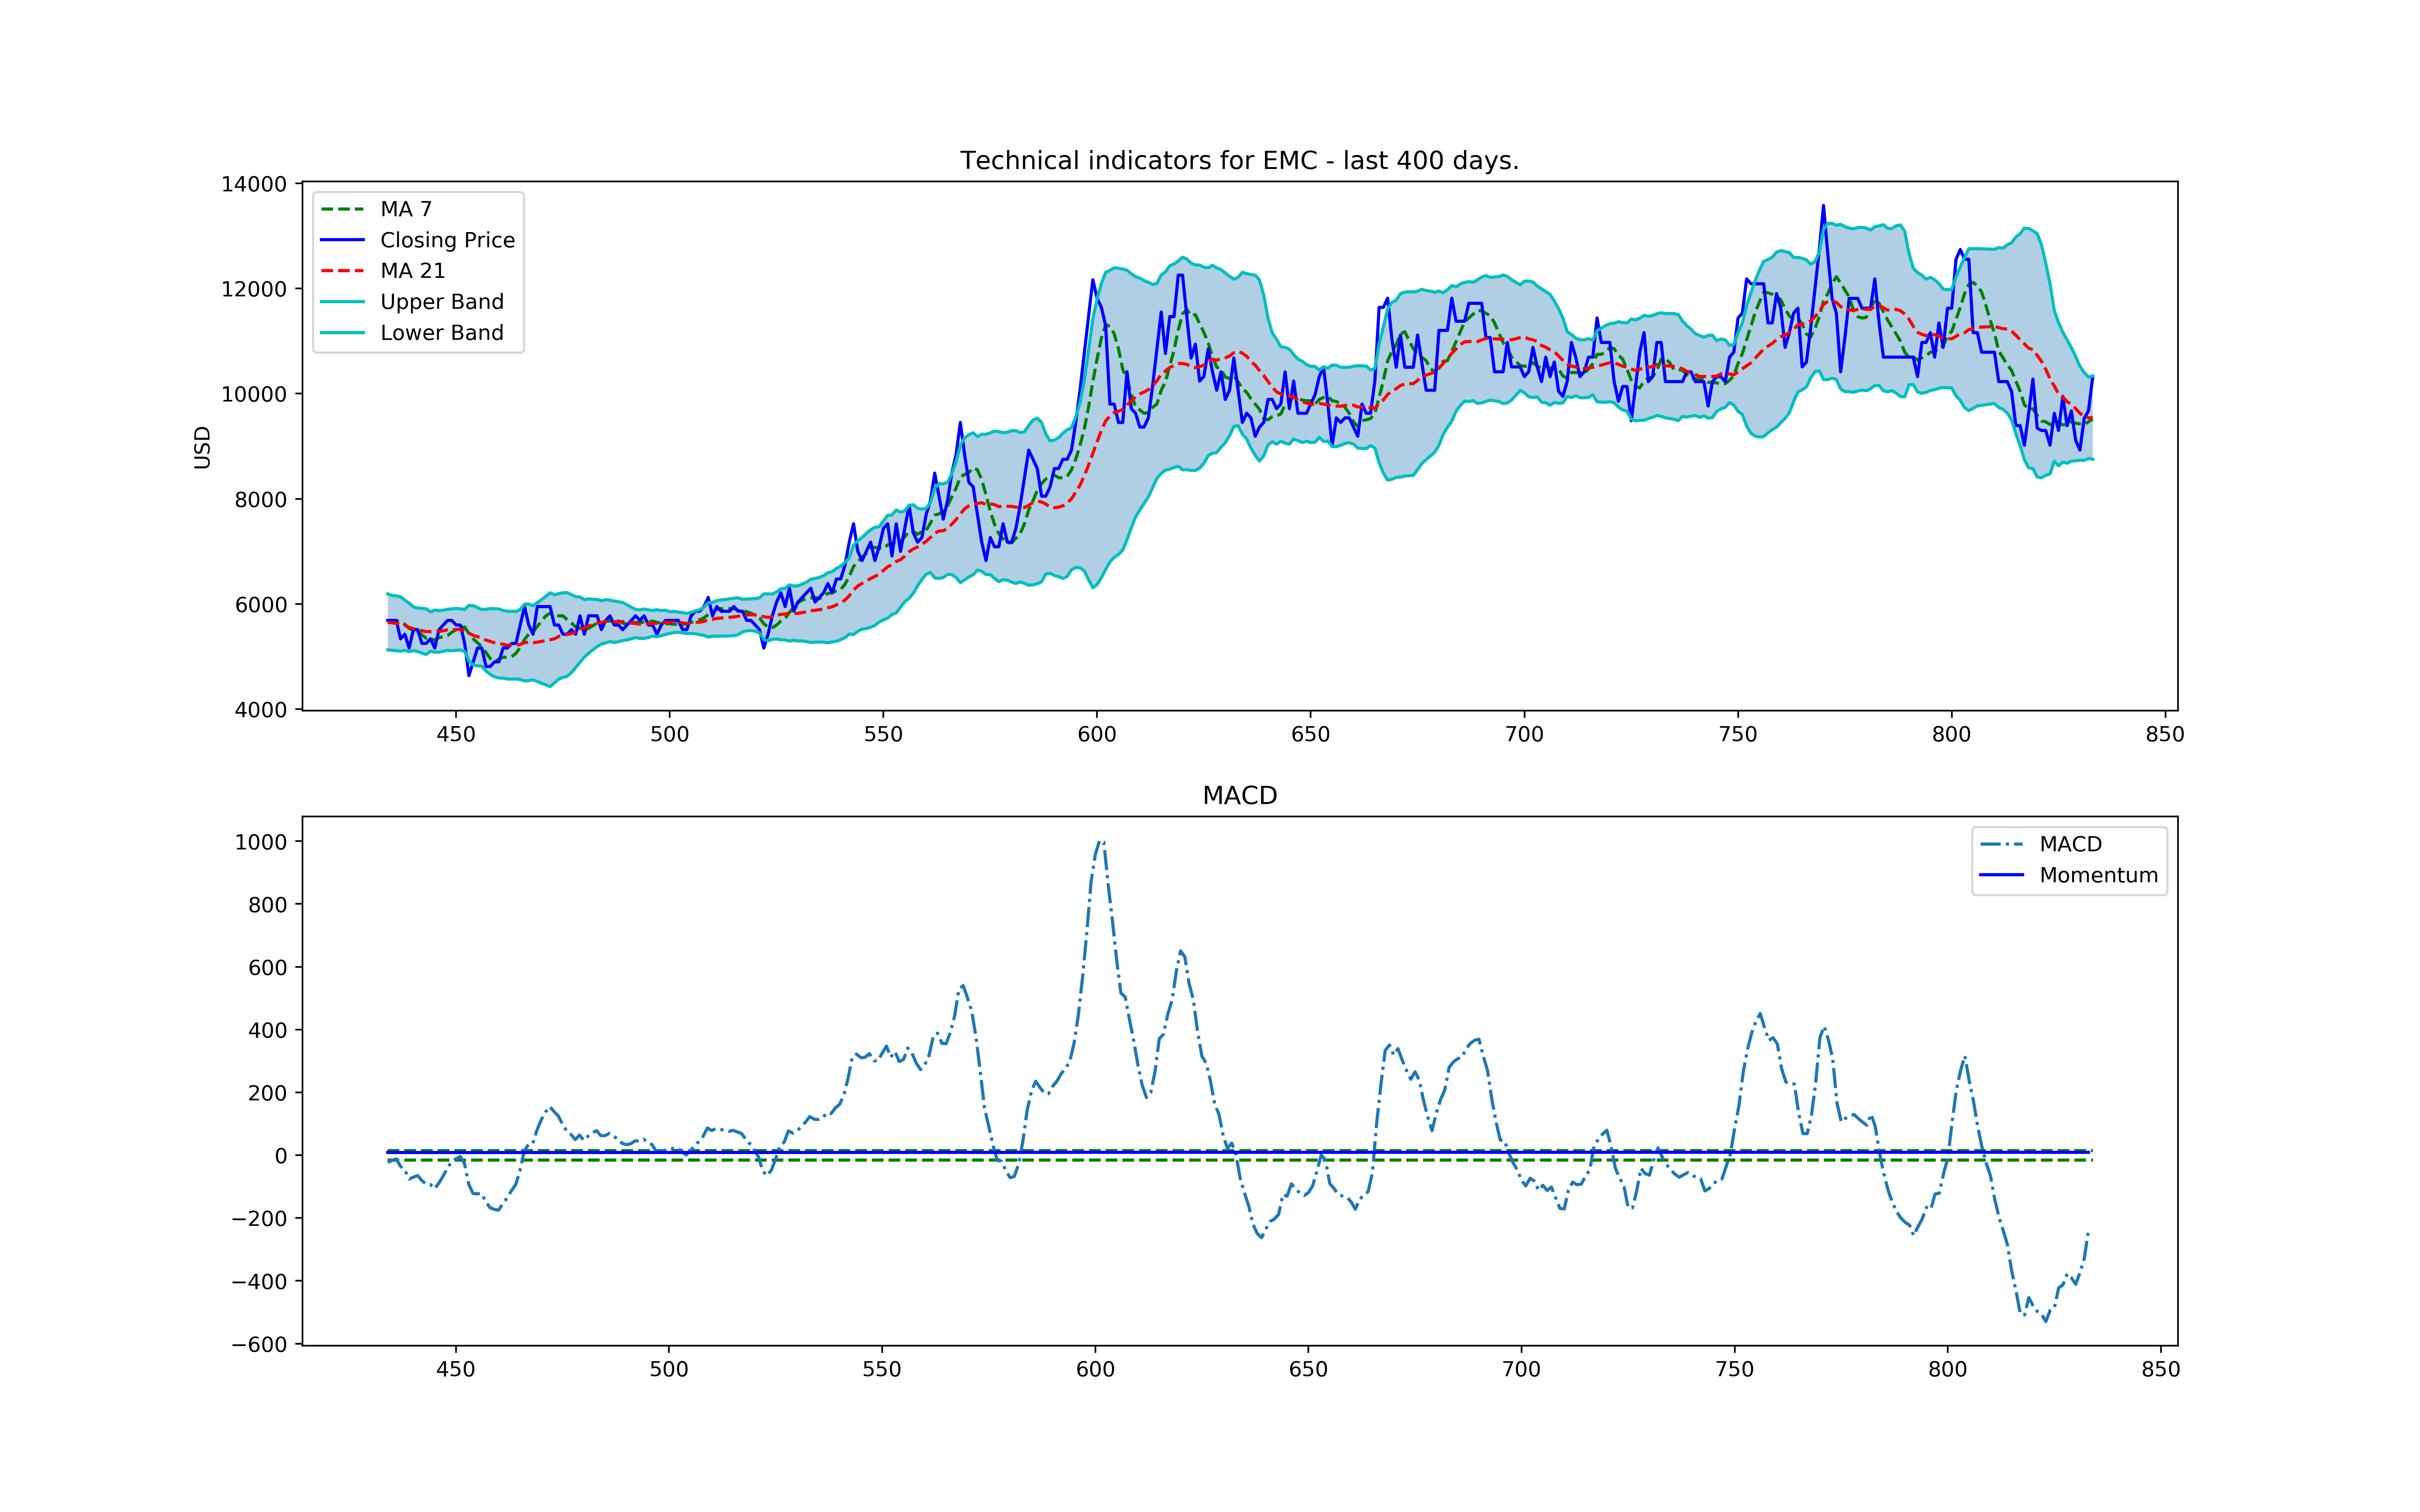 Technical indicators for EMC - last 400 days.
14000
12000
10000
8000
6000
4000
USD
MA 7
Closing Price
MA 21
Upper Band
Lower Band
450 500 550 600 650 700 750 800 850
MACD
1000
800
600
400
200
0
−200
−400
−600
MACD
Momentum
450 500 550 600 650 700 750 800 850